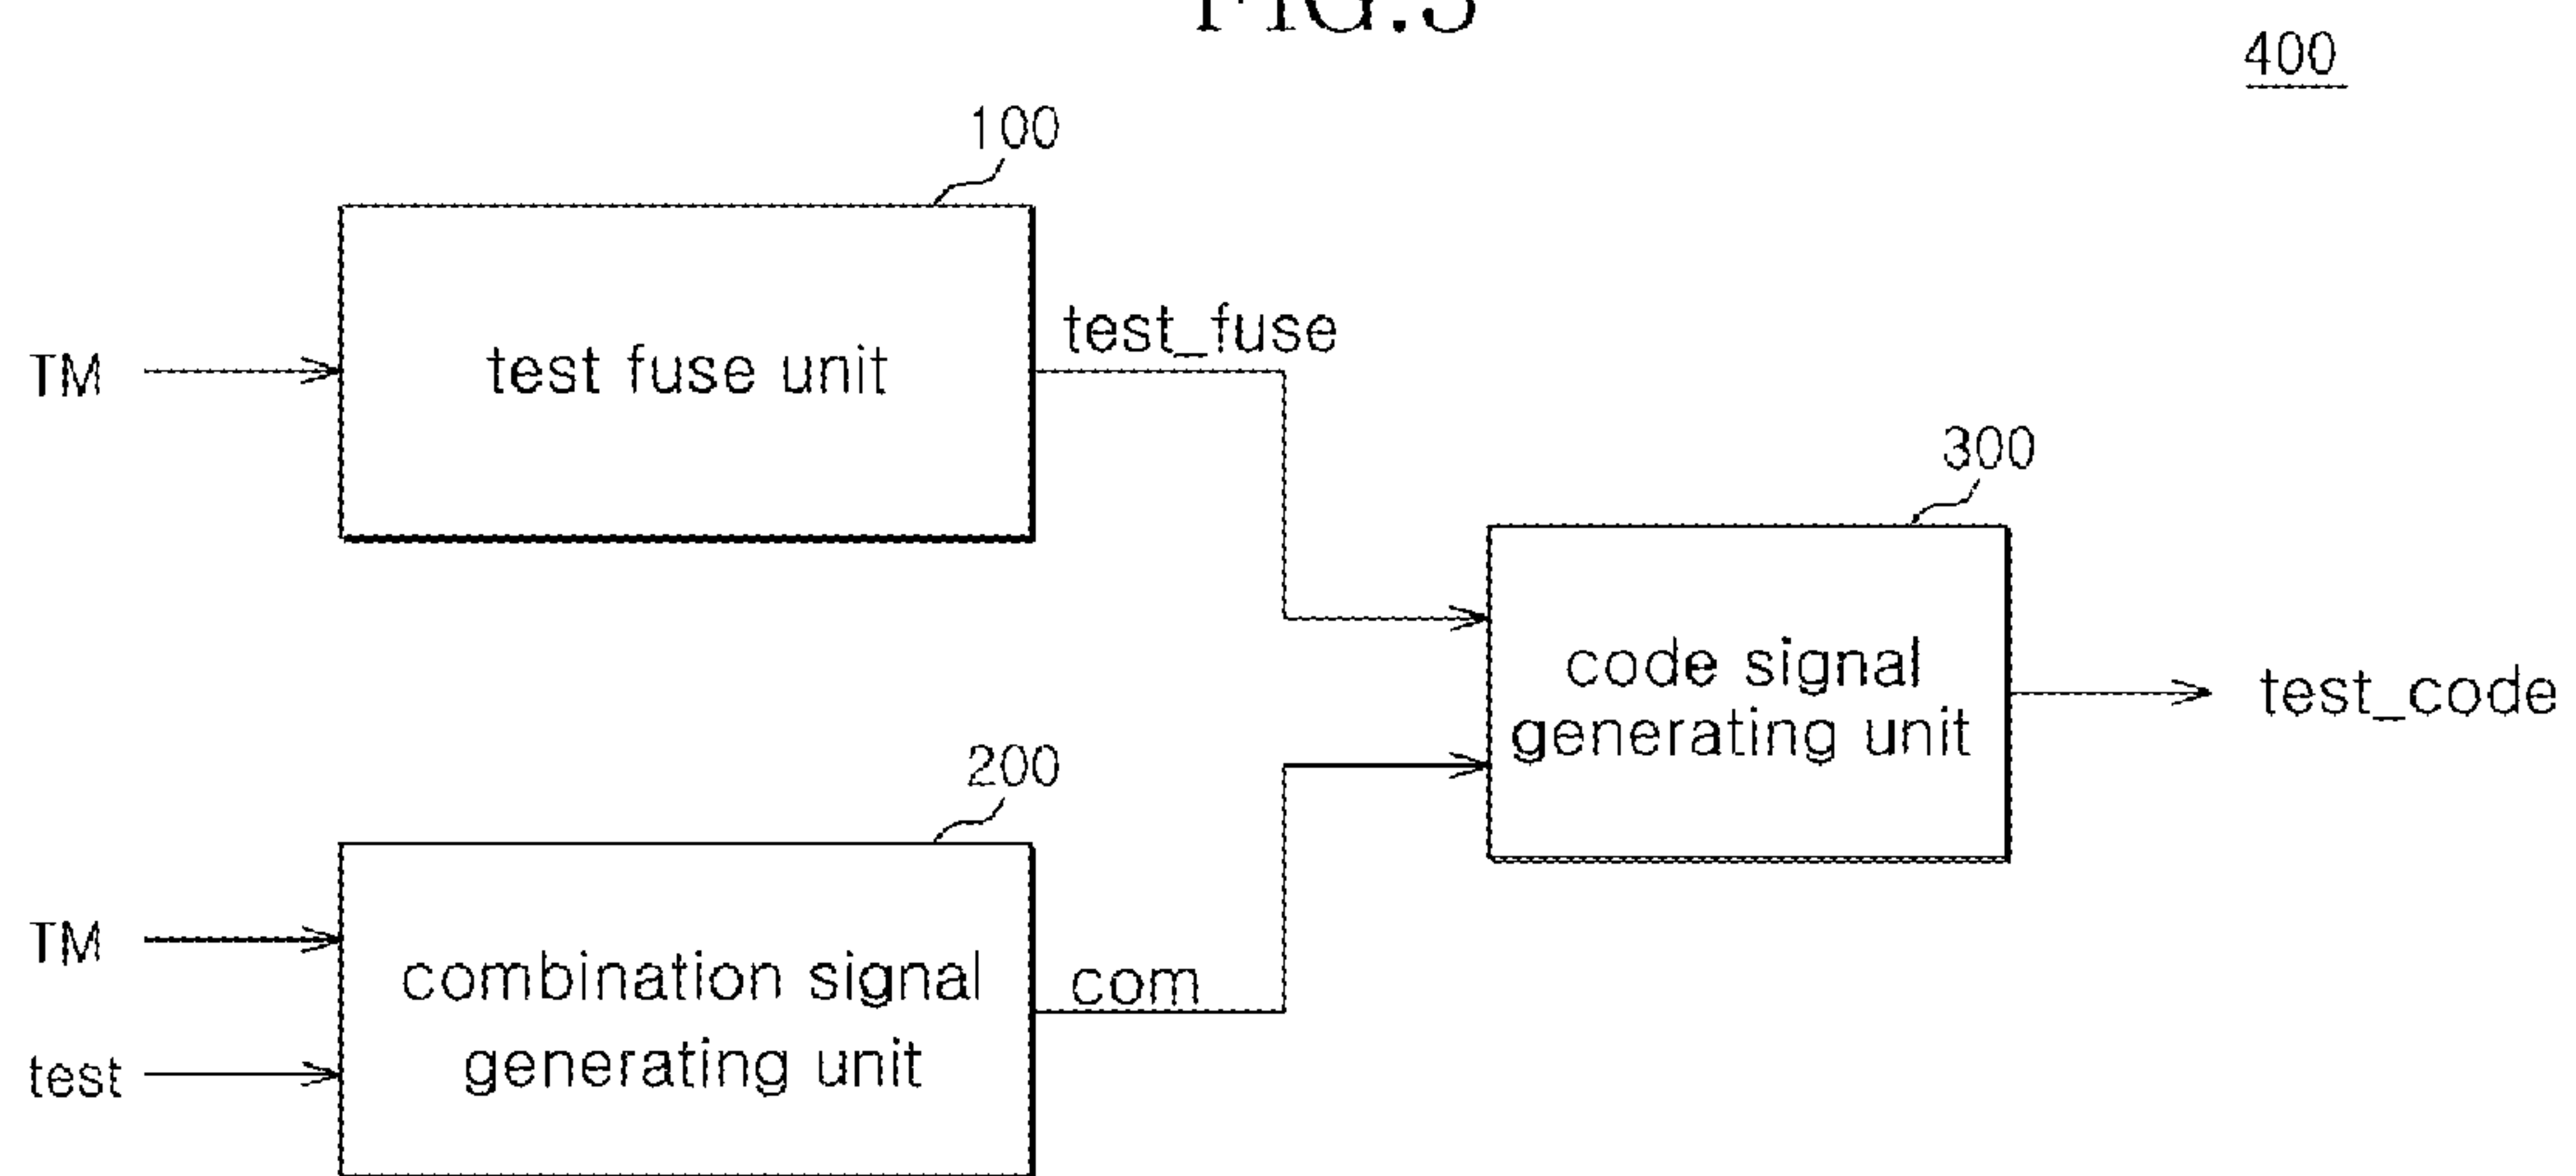 400
100
TM
test fuse unit
test_fuse
300
code signal
generating unit
test_code
200
TM
test
combination signal
generating unit
com